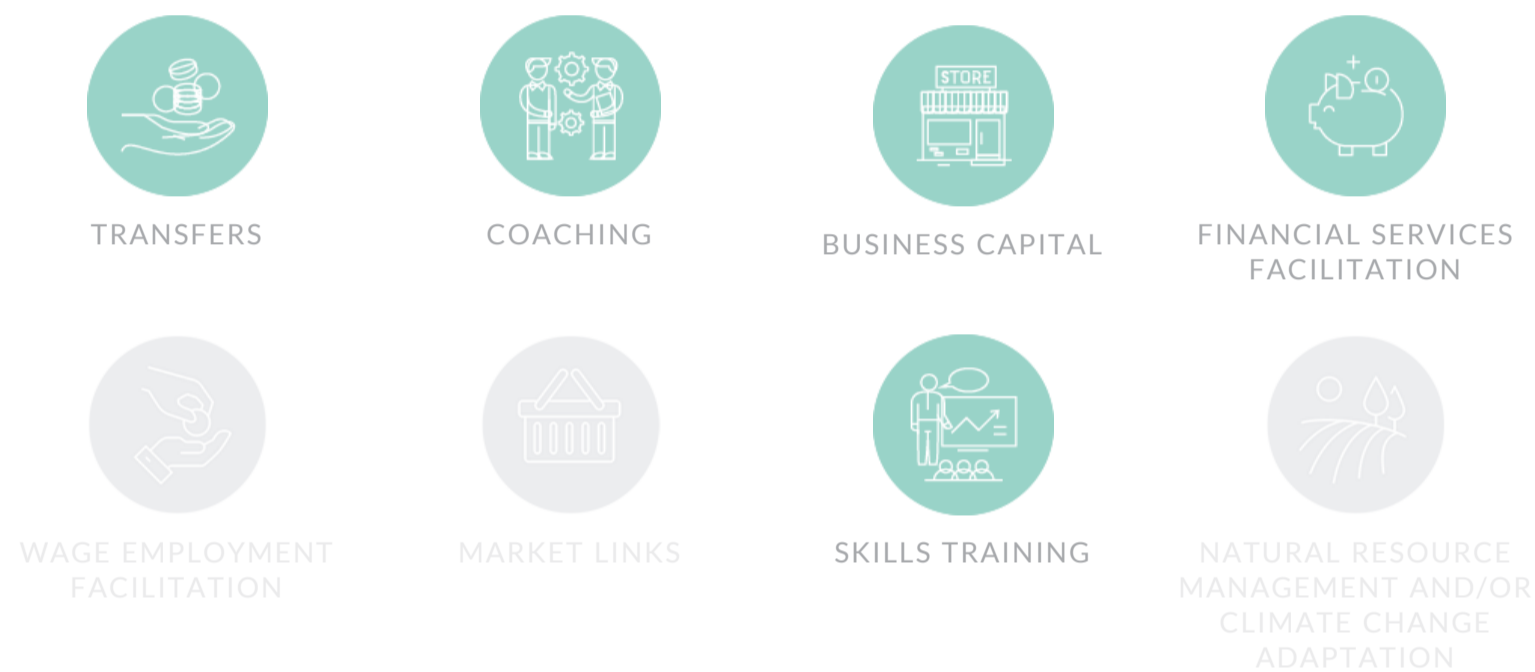 STORE
TRANSFERS
COACHING
BUSINESS CAPITAL
FINANCIAL SERVICES
FACILITATION
WAGE EMPLOYMENT
FACILITATION
MARKET LINKS
SKILLS TRAINING
NATURAL RESOURCE
MANAGEMENT AND/OR
CLIMATE CHANGE
ADAPTATION